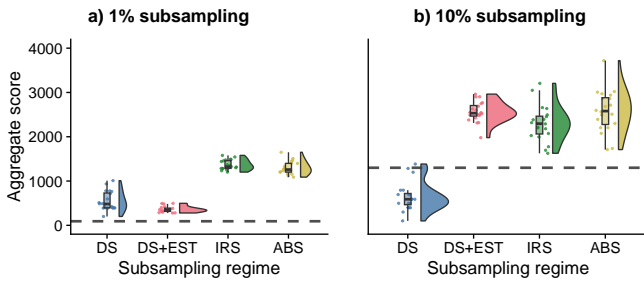 a) 1% subsampling
b) 10% subsampling
Aggregate score
4000
3000
2000
1000
0
DS DS+EST IRS ABS
DS DS+EST IRS ABS
Subsampling regime
Subsampling regime